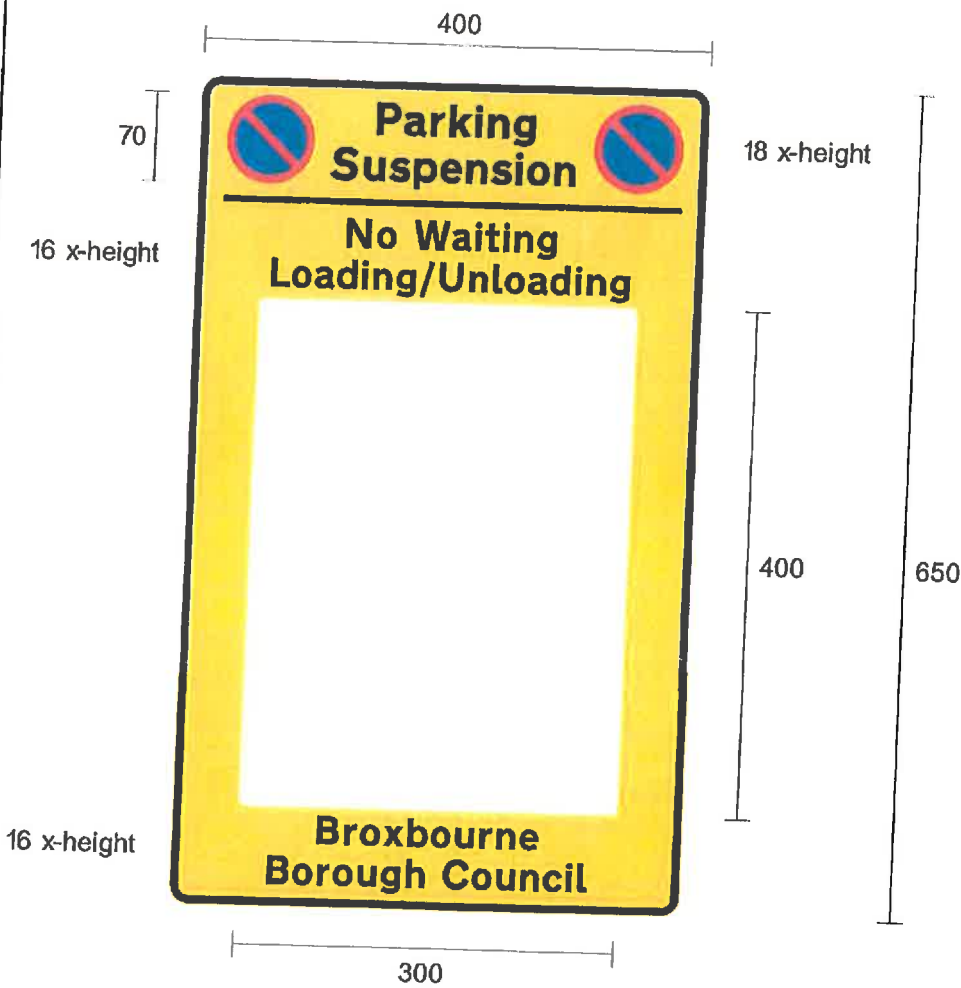 400
70
Parking
Suspension
18 x-height
16 x-height
No Waiting
Loading/Unloading
400
650
16 x-height
Broxbourne
Borough Council
300